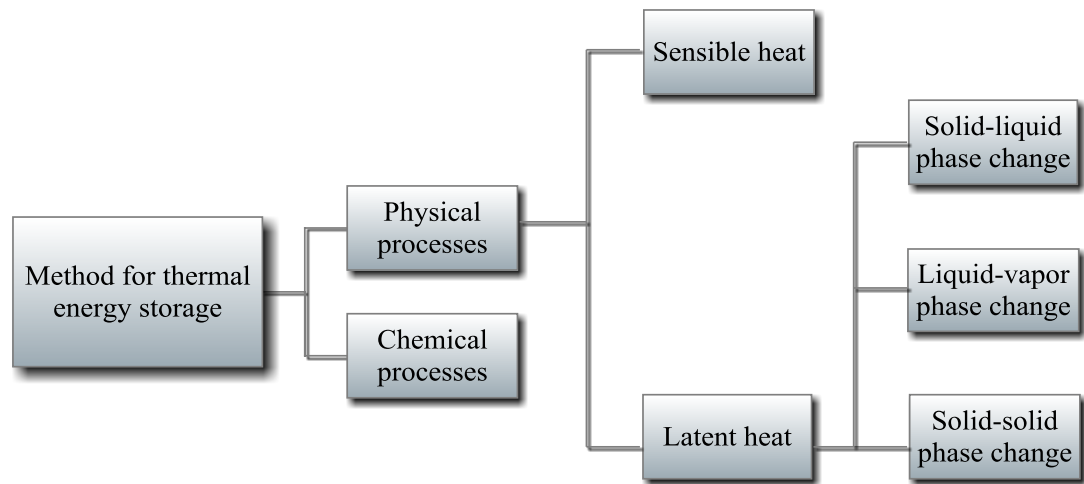 Method for thermal
energy storage
Physical
processes
Chemical
processes
Sensible heat
Latent heat
Solid-liquid
phase change
Liquid-vapor
phase change
Solid-solid
phase change